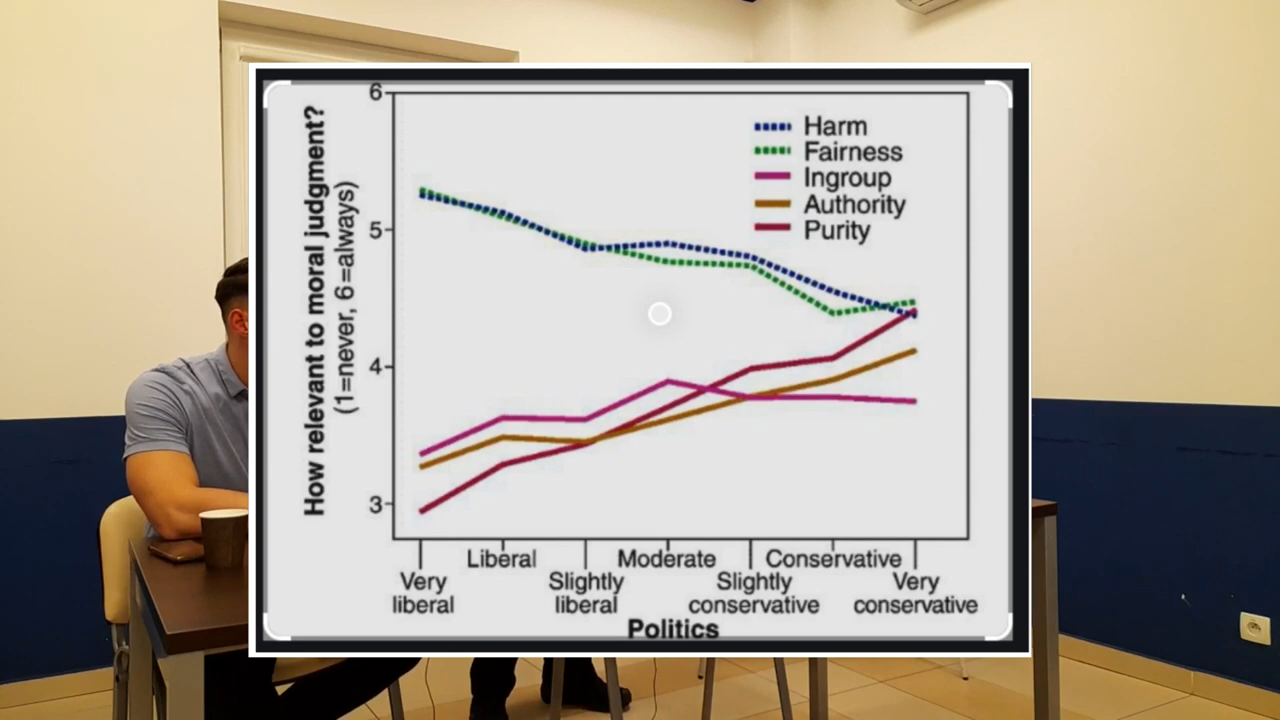 How relevant to moral judgment?
(1=never, 6=always)
6
5
4
3
Harm
Fairness
Ingroup
Authority
Purity
Very
liberal
Liberal
Slightly
liberal
Moderate
Slightly
conservative
Conservative
Very
conservative
Politics